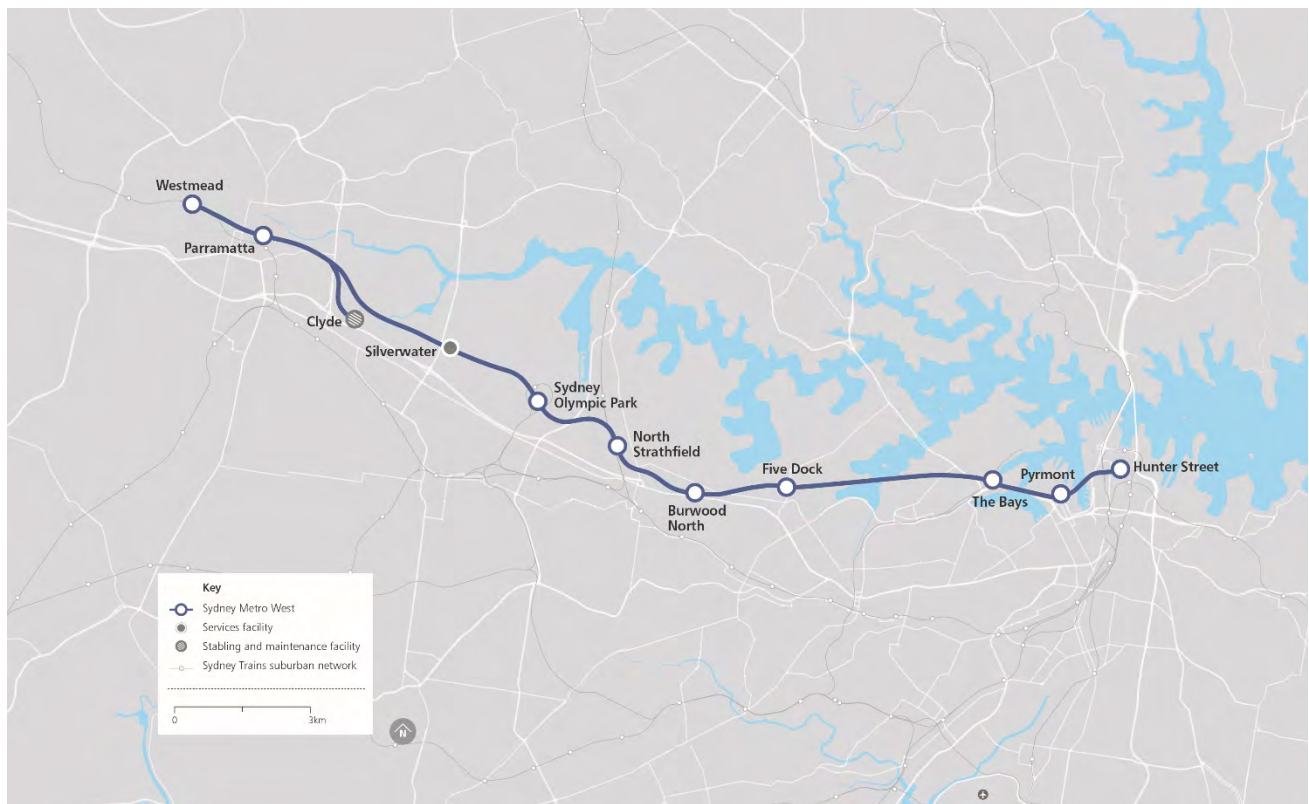 Westmead
Parramatta
Clyde
Silverwater
Sydney
Olympic Park
North
Strathfield
Burwood
North
Five Dock
The Bays
Pyrmont
Hunter Street
Key
Sydney Metro West
Services facility
Stabling and maintenance facility
Sydney Trains suburban network
0
3km
N